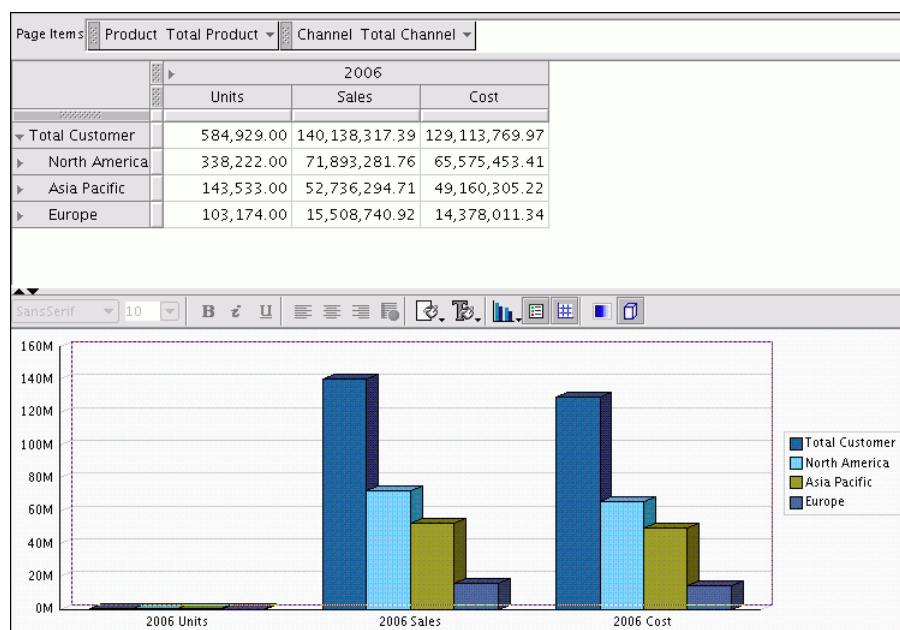 Page Items Product Total Product Channel Total Channel
2006
Units Sales Cost
Total Customer 584,929.00 140,138,317.39 129,113,769.97
North America 338,222.00 71,893,281.76 65,575,453.41
Asia Pacific 143,533.00 52,736,294.71 49,160,305.22
Europe 103,174.00 15,508,740.92 14,378,011.34
SansSerif 10 B i U
160M
140M
120M
100M
80M
60M
40M
20M
0M
2006 Units 2006 Sales 2006 Cost
Total Customer
North America
Asia Pacific
Europe